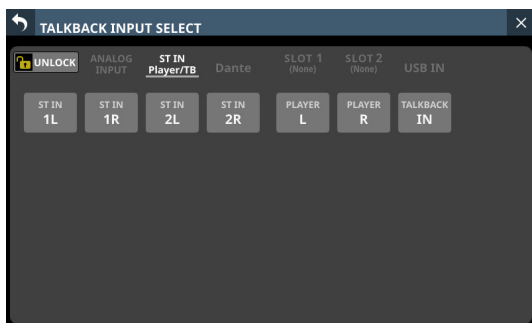 TALKBACK INPUT SELECT
UNLOCK
ANALOG
INPUT
ST IN
Player/TB
Dante
SLOT 1
(None)
SLOT 2
(None)
USB IN
ST IN
1L
ST IN
1R
ST IN
2L
ST IN
2R
PLAYER
L
PLAYER
R
TALKBACK
IN